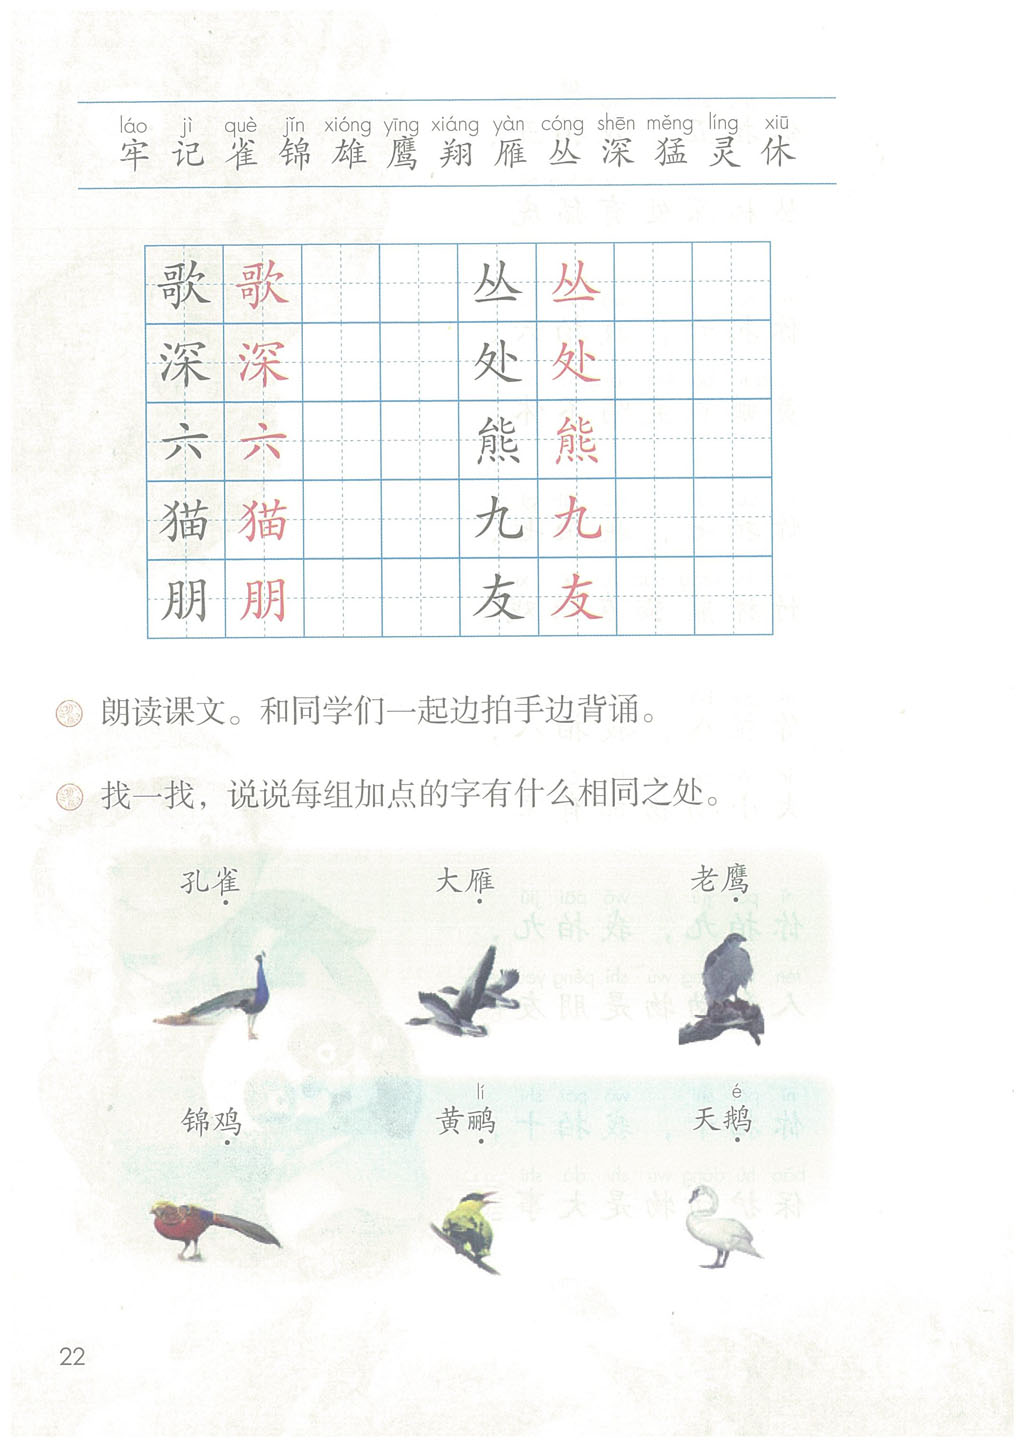 láo jì què jǐn xióng yīng xiáng yàn cóng shēn měng líng xiū
牢 记 雀 锦 雄 鹰 翔 雁 丛 深 猛 灵 休
歌 歌 丛 丛
深 深 处 处
六 六 熊 熊
猫 猫 九 九
朋 朋 友 友
朗读课文。和同学们一起边拍手边背诵。
找一找，说说每组加点的字有什么相同之处。
孔雀 大雁 老鹰
lí é
锦鸡 黄鹂 天鹅
22